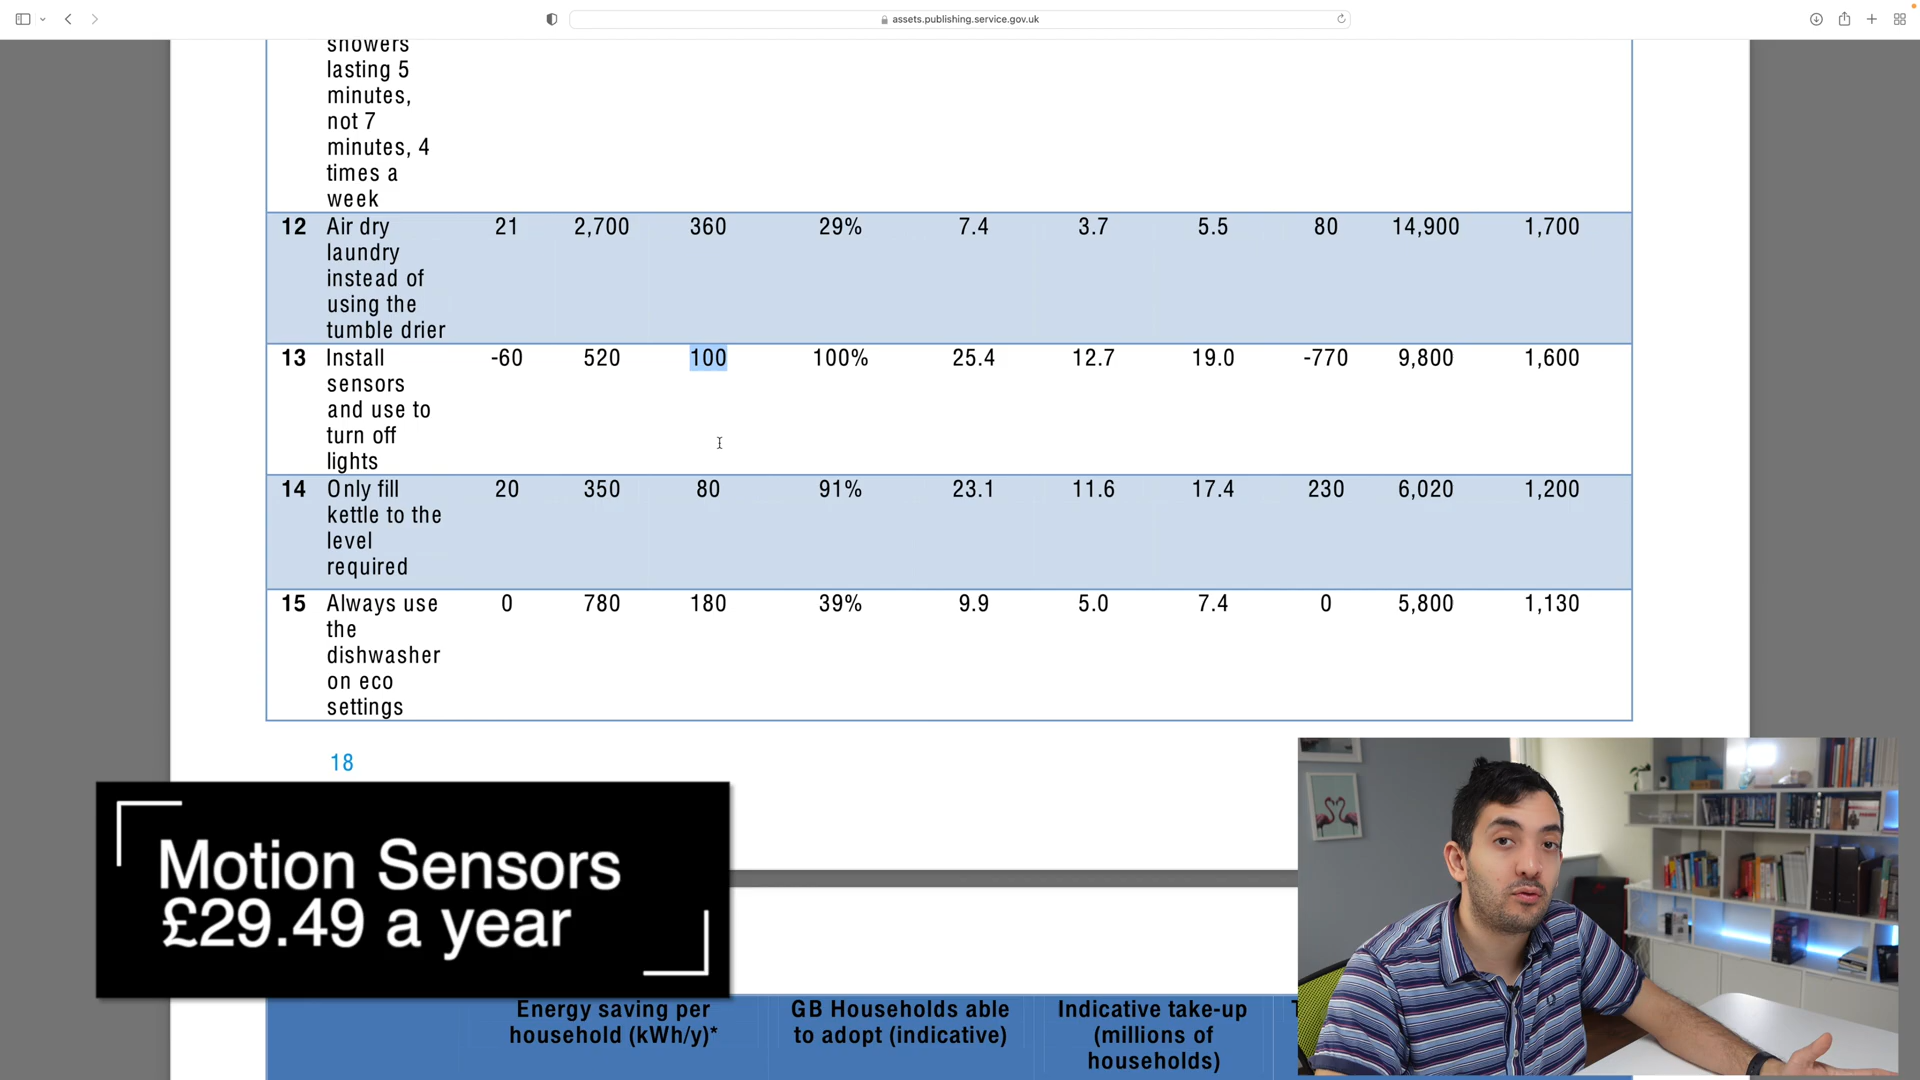 assets.publishing.service.gov.uk
showers
lasting 5
minutes,
not 7
minutes, 4
times a
week
12 Air dry 21 2,700 360 29% 7.4 3.7 5.5 80 14,900 1,700
laundry
instead of
using the
tumble drier
13 Install -60 520 100 100% 25.4 12.7 19.0 -770 9,800 1,600
sensors
and use to
turn off
lights
14 Only fill 20 350 80 91% 23.1 11.6 17.4 230 6,020 1,200
kettle to the
level
required
15 Always use 0 780 180 39% 9.9 5.0 7.4 0 5,800 1,130
the
dishwasher
on eco
settings
18
Motion Sensors
£29.49 a year
Energy saving per GB Households able Indicative take-up
household (kWh/y)* to adopt (indicative) (millions of
households)